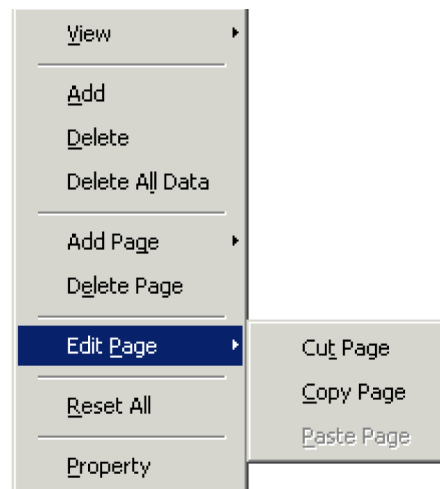 View
Add
Delete
Delete All Data
Add Page
Delete Page
Edit Page
Cut Page
Copy Page
Paste Page
Reset All
Property